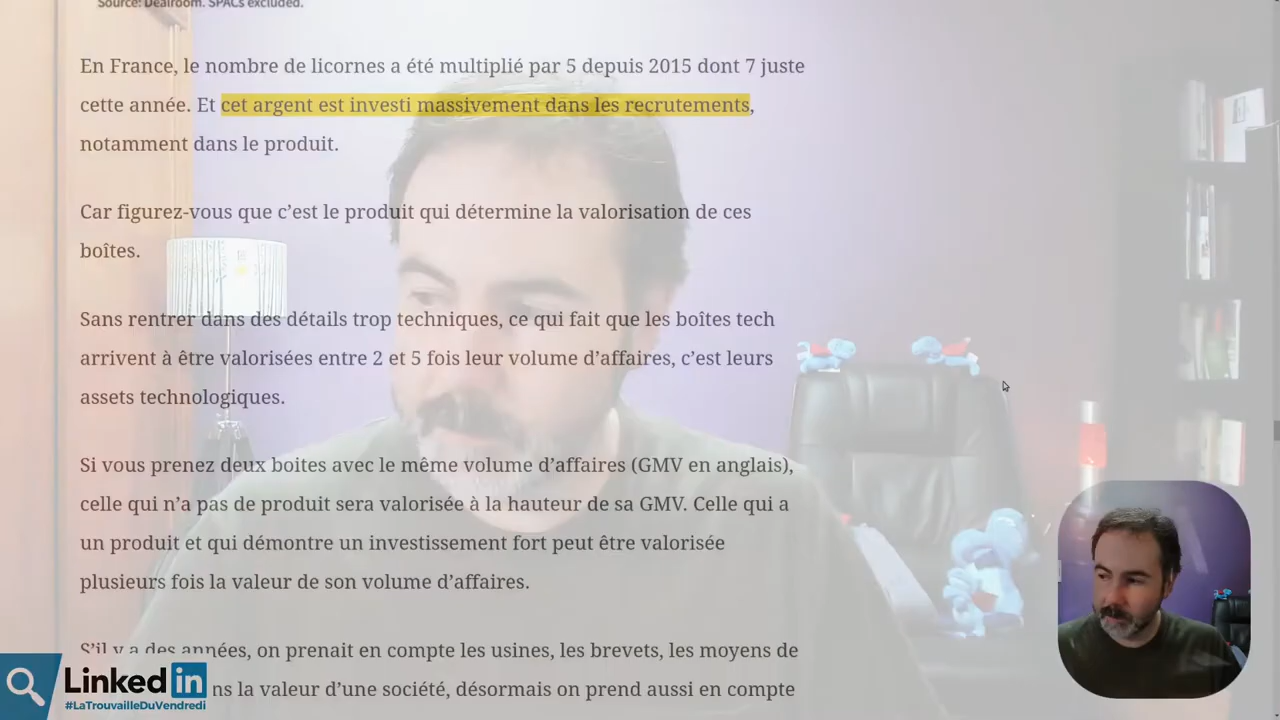 Source: Dealroom. SPACs excluded.
En France, le nombre de licornes a été multiplié par 5 depuis 2015 dont 7 juste
cette année. Et cet argent est investi massivement dans les recrutements,
notamment dans le produit.
Car figurez-vous que c’est le produit qui détermine la valorisation de ces
boîtes.
Sans rentrer dans des détails trop techniques, ce qui fait que les boîtes tech
arrivent à être valorisées entre 2 et 5 fois leur volume d’affaires, c’est leurs
assets technologiques.
Si vous prenez deux boites avec le même volume d’affaires (GMV en anglais),
celle qui n’a pas de produit sera valorisée à la hauteur de sa GMV. Celle qui a
un produit et qui démontre un investissement fort peut être valorisée
plusieurs fois la valeur de son volume d’affaires.
S’il y a des années, on prenait en compte les usines, les brevets, les moyens de
ns la valeur d’une société, désormais on prend aussi en compte
Linked in
#LaTrouvailleDuVendredi